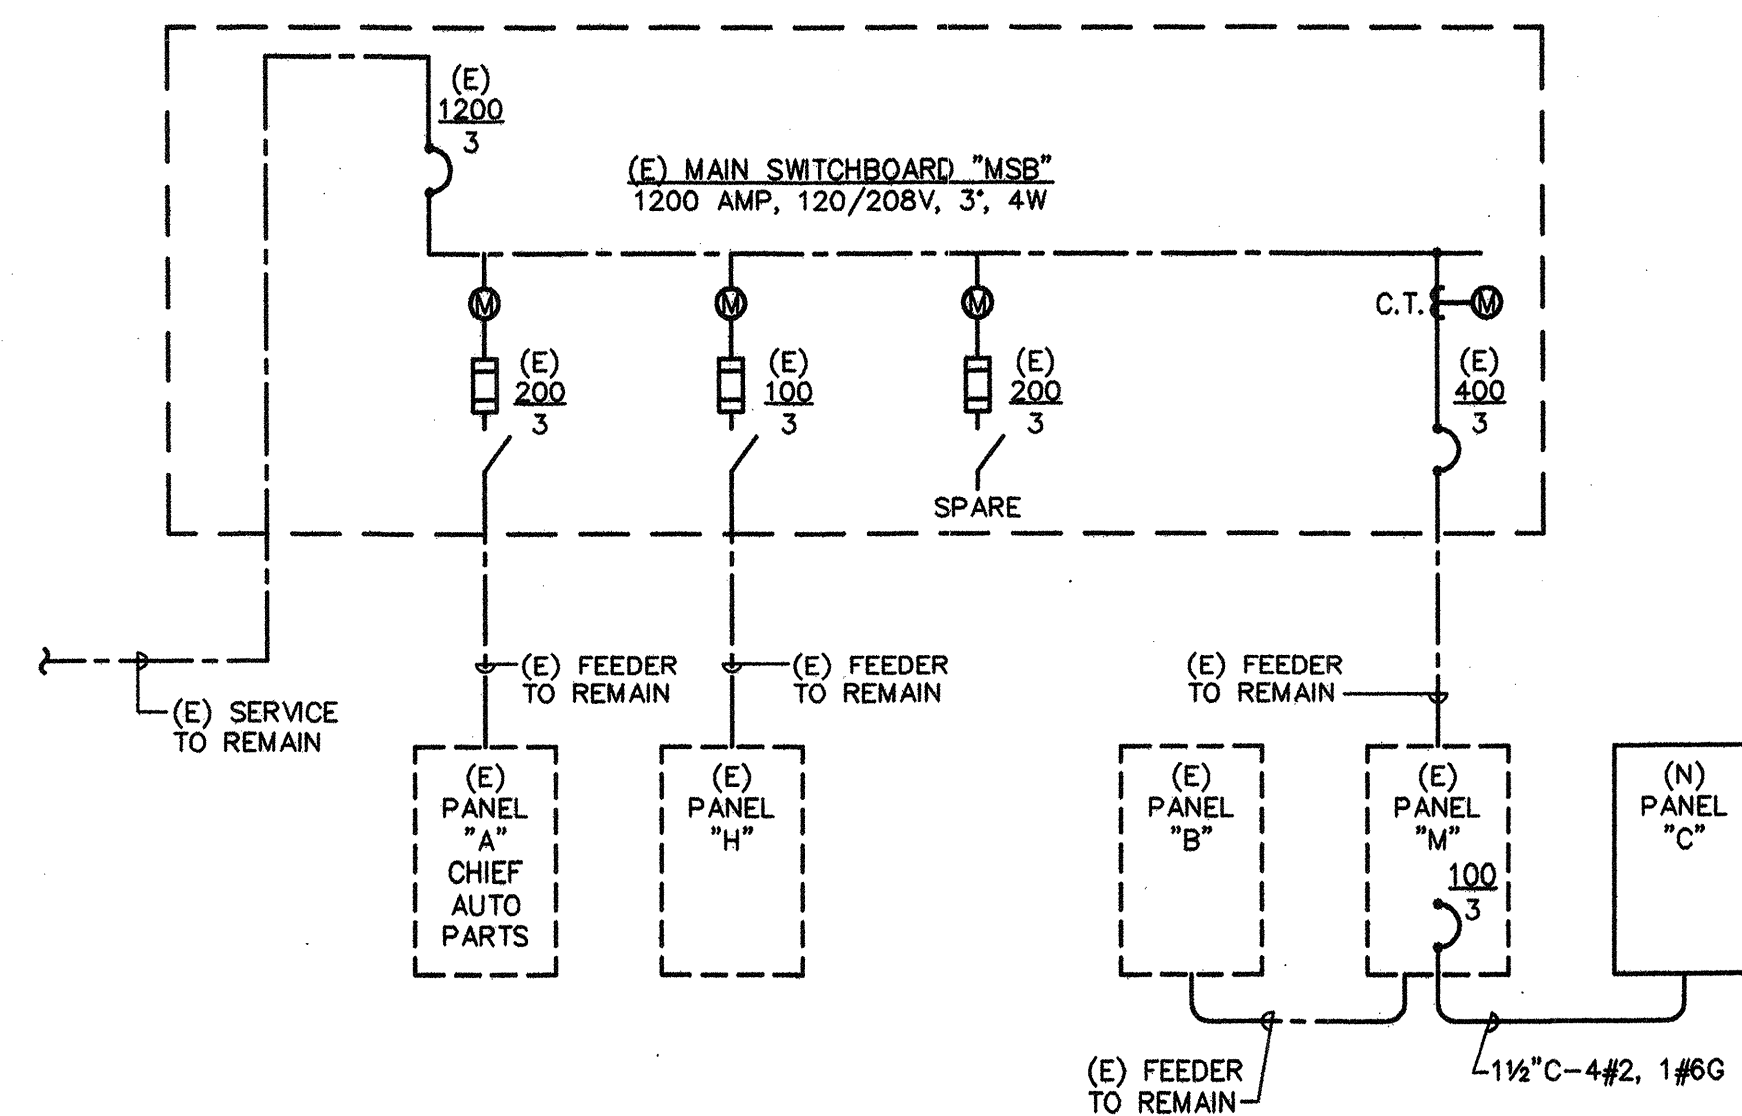 (E)
1200
3
(E) MAIN SWITCHBOARD "MSB"
1200 AMP, 120/208V, 3°, 4W
M
M
M
C.T.
M
(E)
200
3
(E)
100
3
(E)
200
3
(E)
400
3
SPARE
(E) SERVICE
TO REMAIN
(E) FEEDER
TO REMAIN
(E) FEEDER
TO REMAIN
(E) FEEDER
TO REMAIN
(E)
PANEL
"A"
CHIEF
AUTO
PARTS
(E)
PANEL
"H"
(E)
PANEL
"B"
(E)
PANEL
"M"
100
3
(N)
PANEL
"C"
(E) FEEDER
TO REMAIN
1½"C-4#2, 1#6G